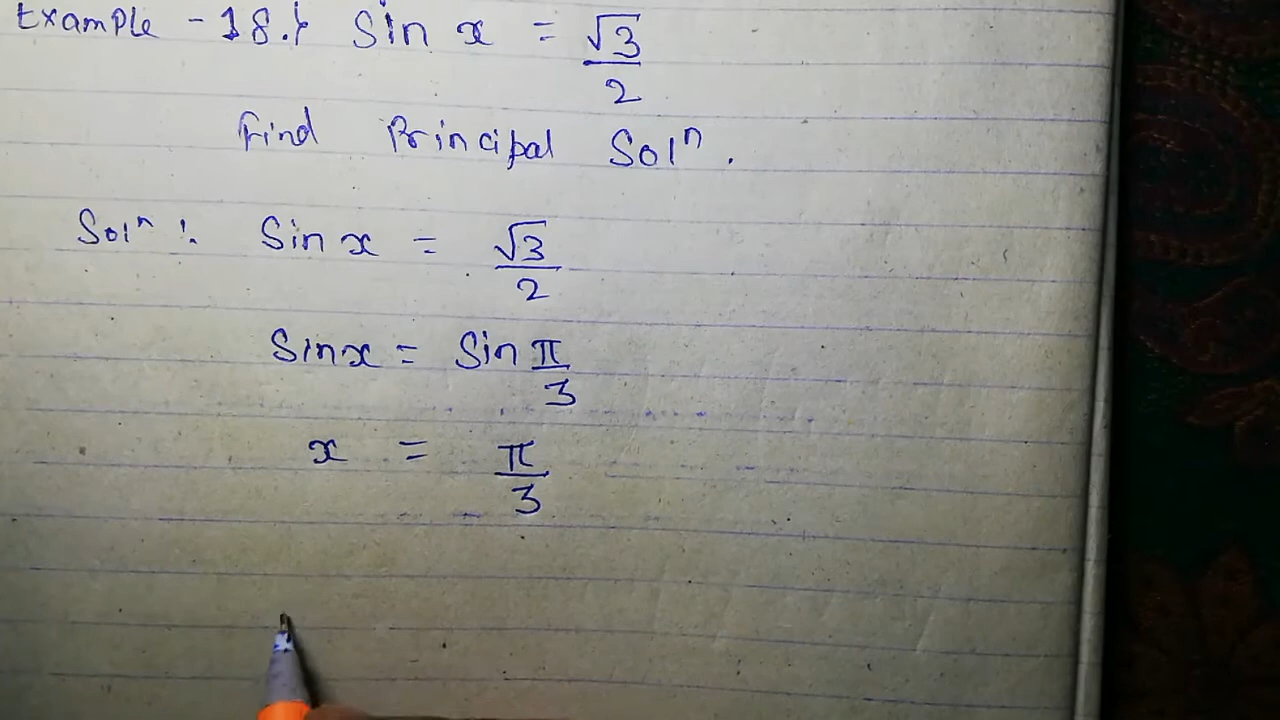 Example - 18.) Sin x = √3/2
Find Principal Solⁿ.
Solⁿ : Sin x = √3/2
Sinx = Sin π/3
x = π/3